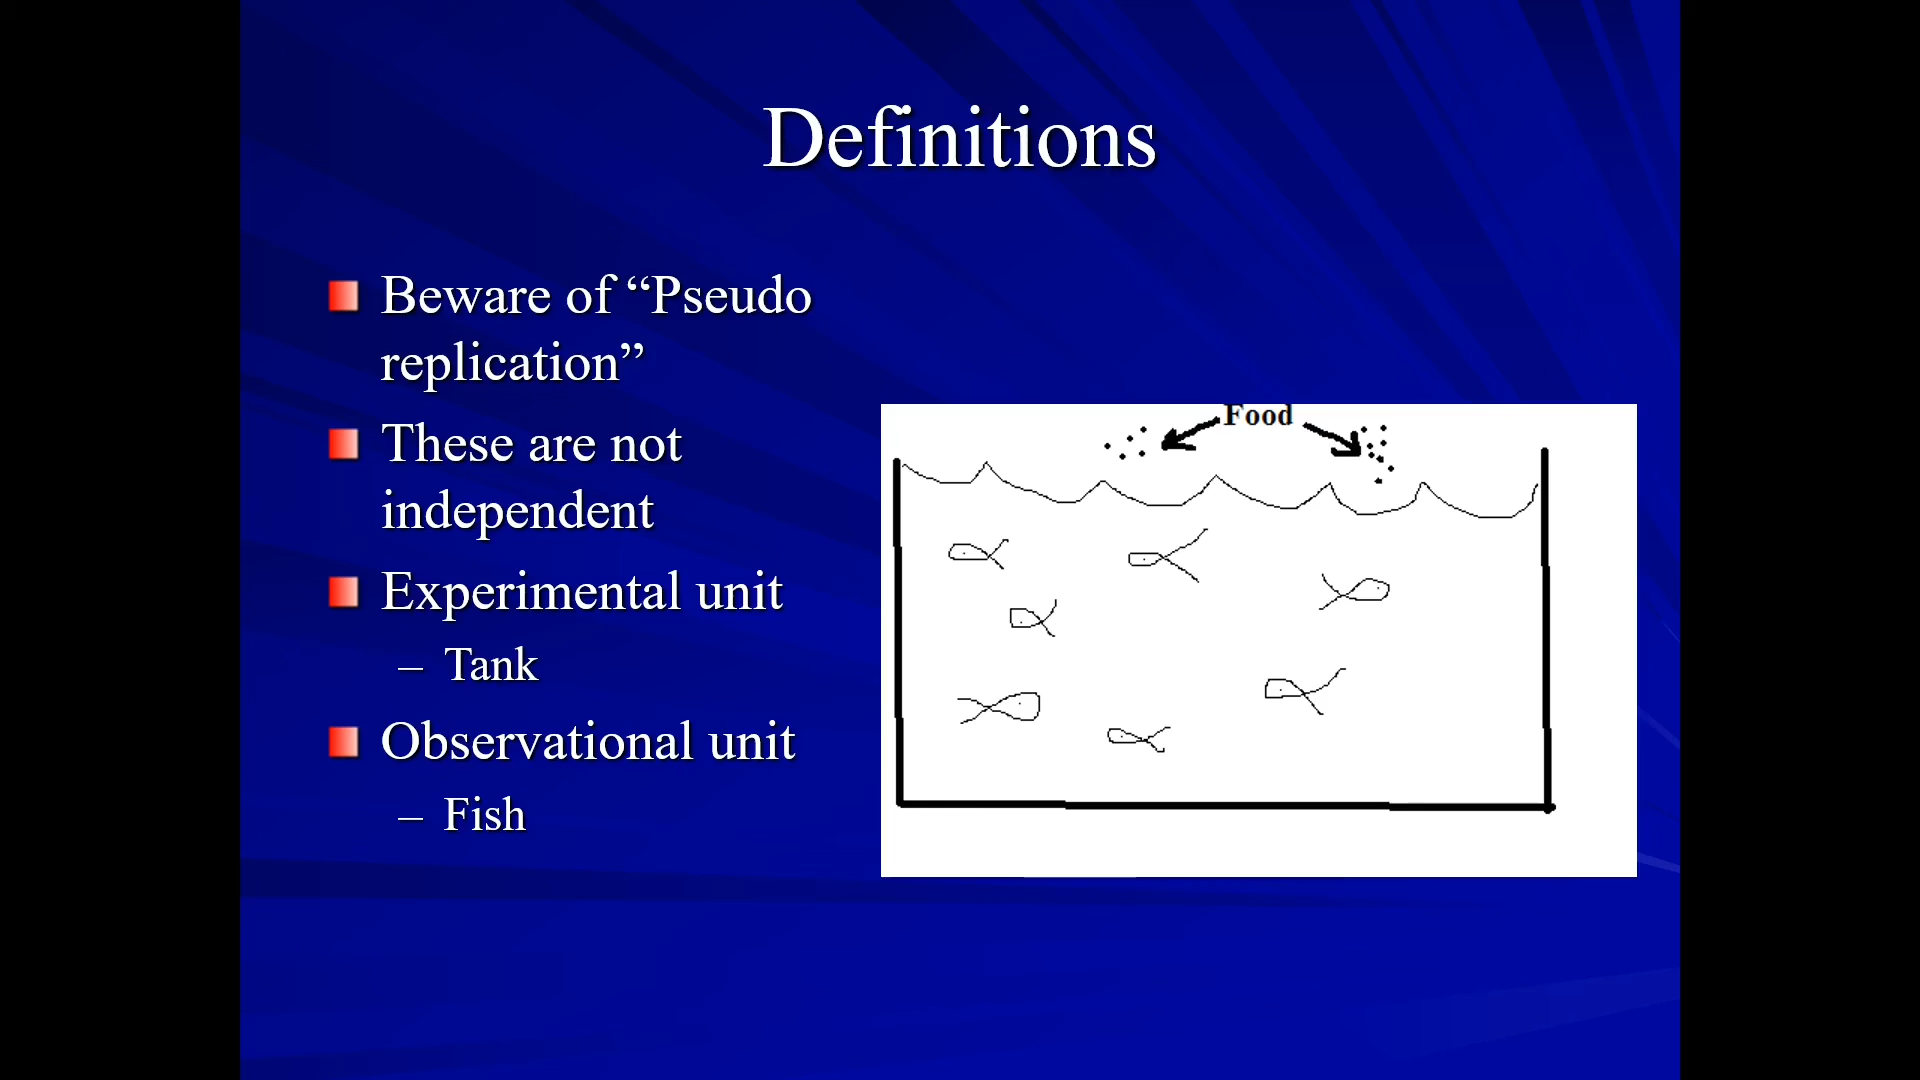 Definitions
Beware of “Pseudo
replication”
These are not
independent
Experimental unit
– Tank
Observational unit
– Fish
Food